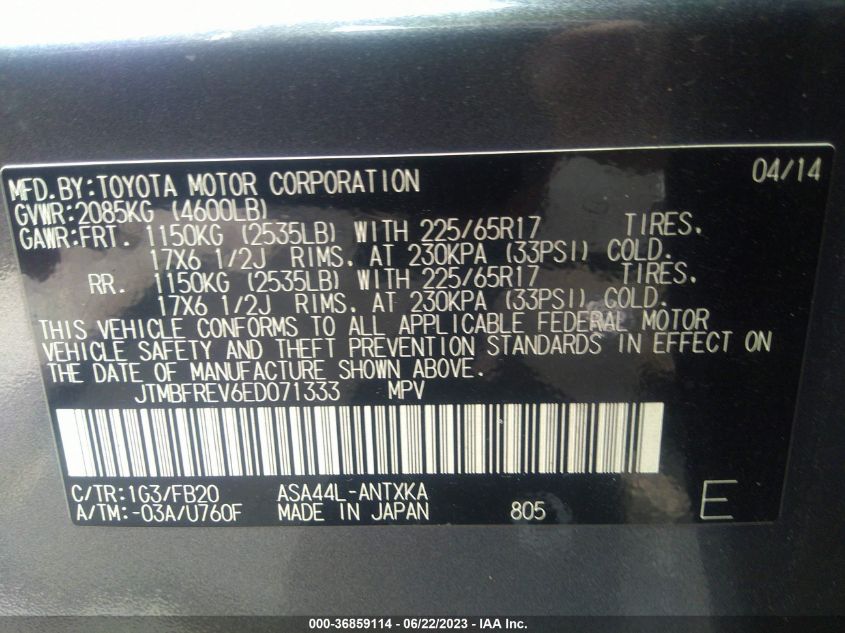 MFD.BY:TOYOTA MOTOR CORPORATION 04/14
GVWR:2085KG (4600LB)
GAWR:FRT. 1150KG (2535LB) WITH 225/65R17 TIRES.
17X6 1/2J RIMS. AT 230KPA (33PSI) COLD.
RR. 1150KG (2535LB) WITH 225/65R17 TIRES.
17X6 1/2J RIMS. AT 230KPA (33PSI) COLD.
THIS VEHICLE CONFORMS TO ALL APPLICABLE FEDERAL MOTOR
VEHICLE SAFETY AND THEFT PREVENTION STANDARDS IN EFFECT ON
THE DATE OF MANUFACTURE SHOWN ABOVE.
JTMBFREV6ED071333 MPV
C/TR:1G3/FB20 ASA44L-ANTXKA
A/TM:-03A/U760F MADE IN JAPAN 805 E
000-36859114 - 06/22/2023 - IAA Inc.